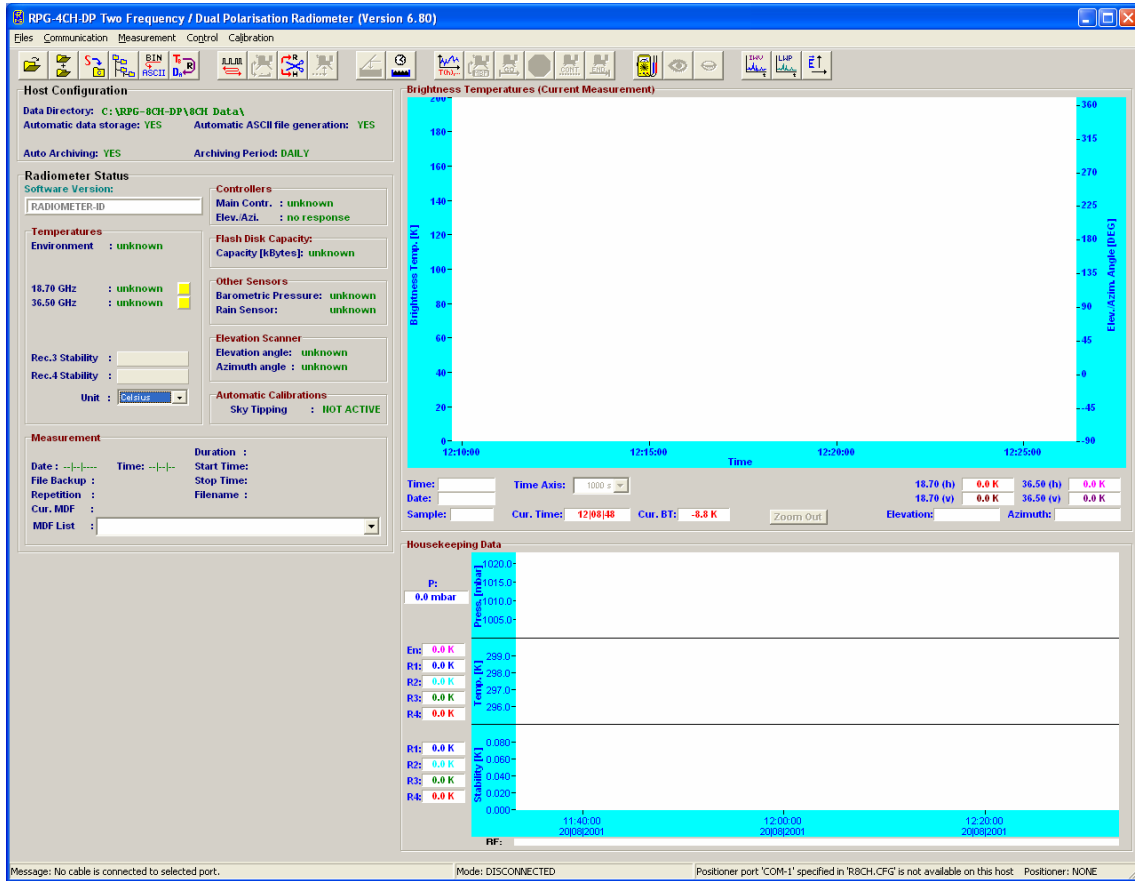 RPG-4CH-DP Two Frequency / Dual Polarisation Radiometer (Version 6.80)
Files Communication Measurement Control Calibration
BIN ASCII
T(h),...
IWV LWP
Host Configuration
Data Directory: C:\RPG-8CH-DP\8CH Data\
Automatic data storage: YES Automatic ASCII file generation: YES
Auto Archiving: YES Archiving Period: DAILY
Radiometer Status
Software Version:
RADIOMETER-ID
Temperatures
Environment : unknown
18.70 GHz : unknown
36.50 GHz : unknown
Rec.3 Stability :
Rec.4 Stability :
Unit : Celsius
Controllers
Main Contr. : unknown
Elev./Azi. : no response
Flash Disk Capacity:
Capacity [kBytes]: unknown
Other Sensors
Barometric Pressure: unknown
Rain Sensor: unknown
Elevation Scanner
Elevation angle: unknown
Azimuth angle : unknown
Automatic Calibrations
Sky Tipping : NOT ACTIVE
Measurement
Duration :
Date : --|--|---- Time: --|--|-- Start Time:
File Backup : Stop Time:
Repetition : Filename :
Cur. MDF :
MDF List :
Brightness Temperatures (Current Measurement)
200
180
160
140
120
100
80
60
40
20
0
Brightness Temp. [K]
360
315
270
225
180
135
90
45
0
-45
-90
Elev./Azim. Angle [DEG]
12:10:00 12:15:00 12:20:00 12:25:00
Time
Time: Time Axis: 1000 s 18.70 (h) 0.0 K 36.50 (h) 0.0 K
Date: 18.70 (v) 0.0 K 36.50 (v) 0.0 K
Sample: Cur. Time: 12|08|48 Cur. BT: -8.8 K Zoom Out Elevation: Azimuth:
Housekeeping Data
P:
0.0 mbar
1020.0
1015.0
1010.0
1005.0
Press. [mbar]
En: 0.0 K
R1: 0.0 K
R2: 0.0 K
R3: 0.0 K
R4: 0.0 K
299.0
298.0
297.0
296.0
Temp. [K]
R1: 0.0 K
R2: 0.0 K
R3: 0.0 K
R4: 0.0 K
0.080
0.060
0.040
0.020
0.000
Stability [K]
11:40:00 12:00:00 12:20:00
20|08|2001 20|08|2001 20|08|2001
RF:
Message: No cable is connected to selected port. Mode: DISCONNECTED Positioner port 'COM-1' specified in 'R8CH.CFG' is not available on this host Positioner: NONE